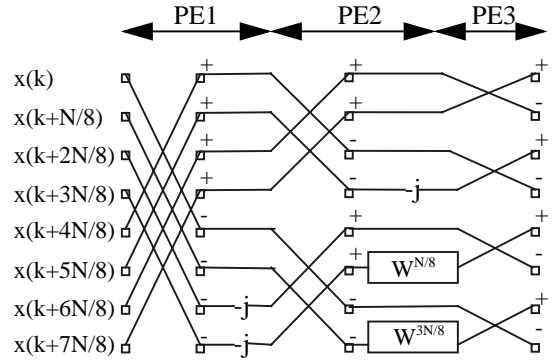 PE1 PE2 PE3
x(k) + + +
x(k+N/8) + + -
x(k+2N/8) + - +
x(k+3N/8) + - -j -
x(k+4N/8) - + +
x(k+5N/8) - + W^{N/8} -
x(k+6N/8) - -j - +
x(k+7N/8) - -j - W^{3N/8} -